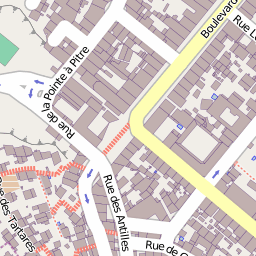 Boulevard
Rue L
Rue de la Pointe à Pitre
Rue des Antilles
Rue des Tartares
Rue de G